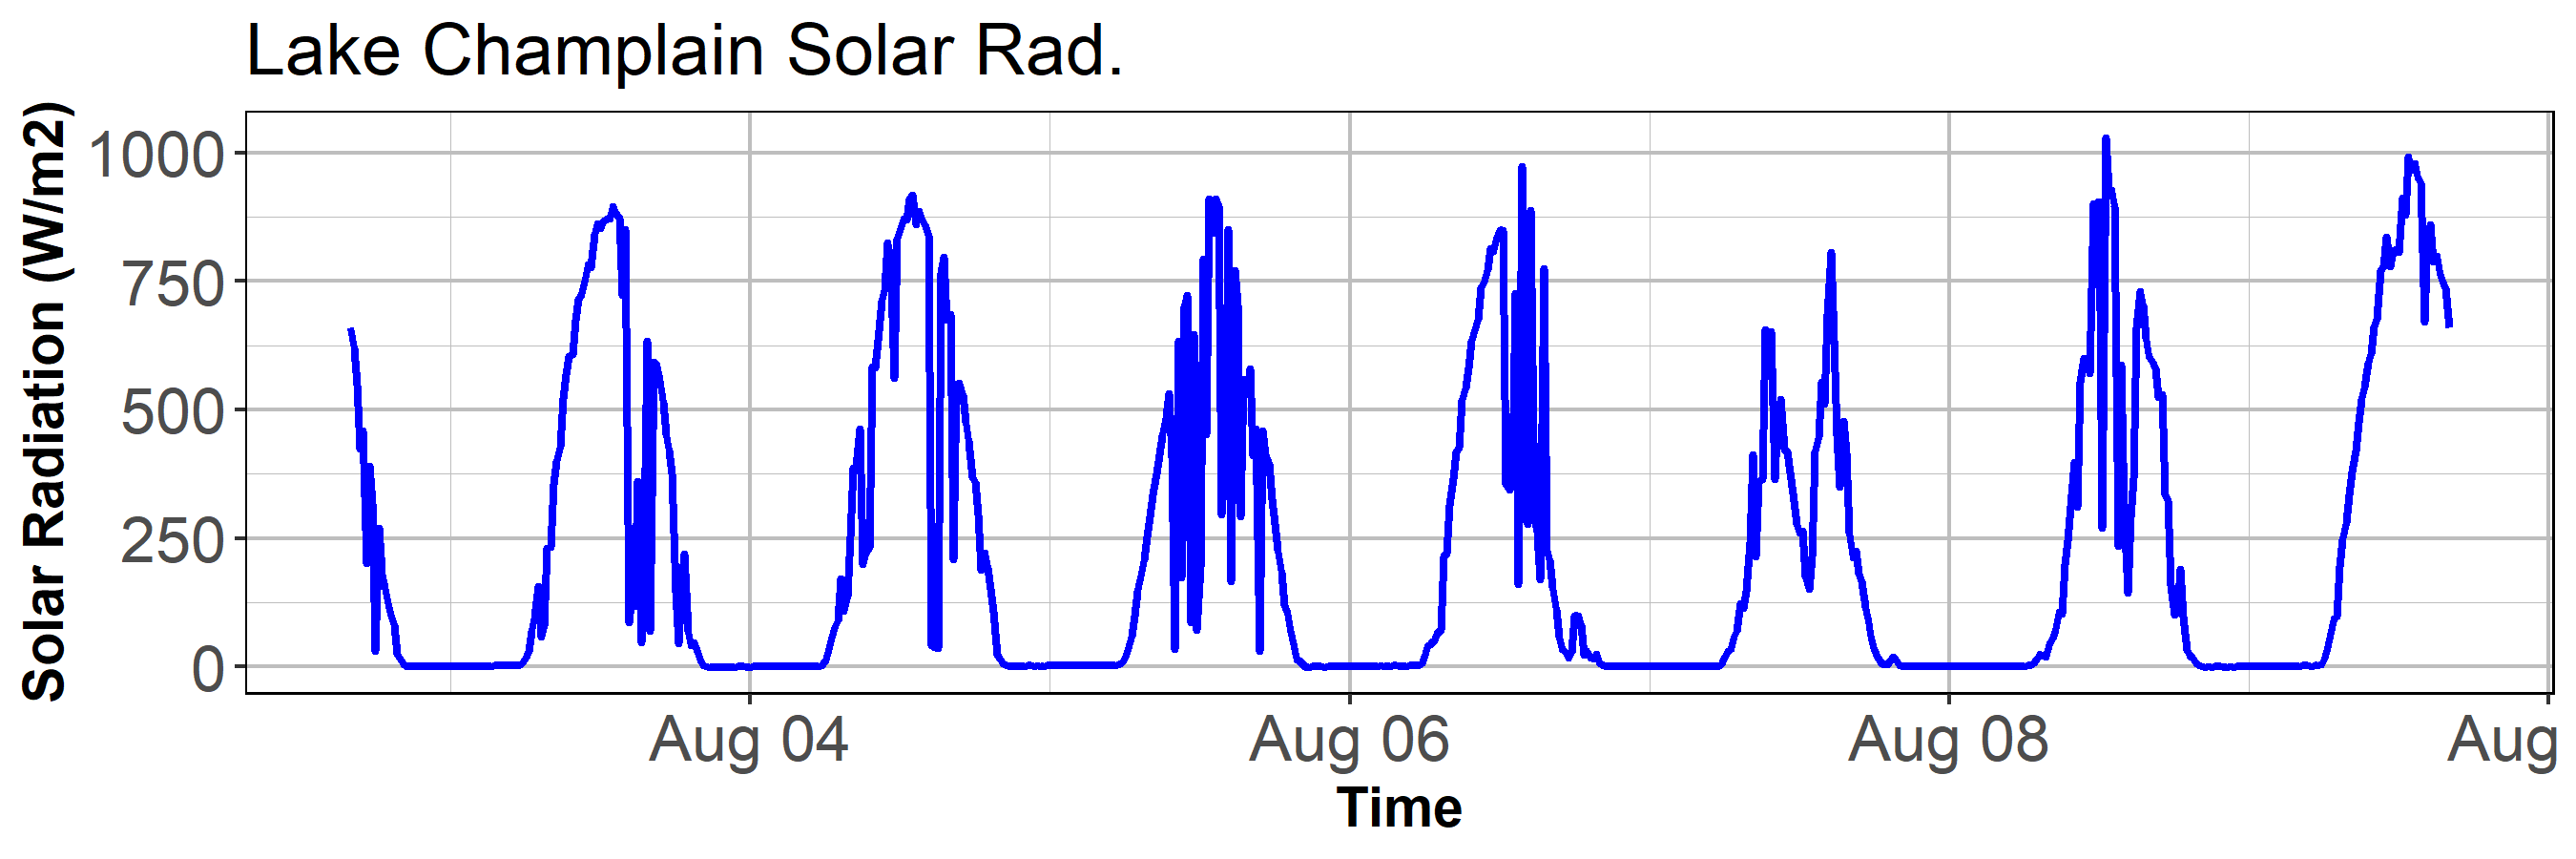 Lake Champlain Solar Rad.
Solar Radiation (W/m2)
1000
750
500
250
0
Aug 04
Aug 06
Aug 08
Aug
Time